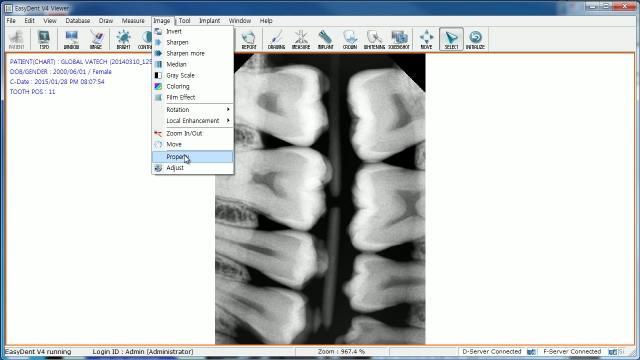 EasyDent V4 Viewer
File Edit View Database Draw Measure Image Tool Implant Window Help
PATIENT TSPD WINDOW IMAGE BRIGHT REPORT DRAWING MEASURE IMPLANT CROWN WHITENING SCREENSHOT MOVE SELECT INITIALIZE
PATIENT(CHART) : GLOBAL VATECH (20140310_125
DOB/GENDER : 2000/06/01 / Female
C-Date : 2015/01/28 PM 08:07:54
TOOTH POS : 11
Invert
Sharpen
Sharpen more
Median
Gray Scale
Coloring
Film Effect
Rotation
Local Enhancement
Zoom In/Out
Move
Property
Adjust
EasyDent V4 running Login ID : Admin (Administrator) Zoom : 967.4 % D-Server Connected F-Server Connected